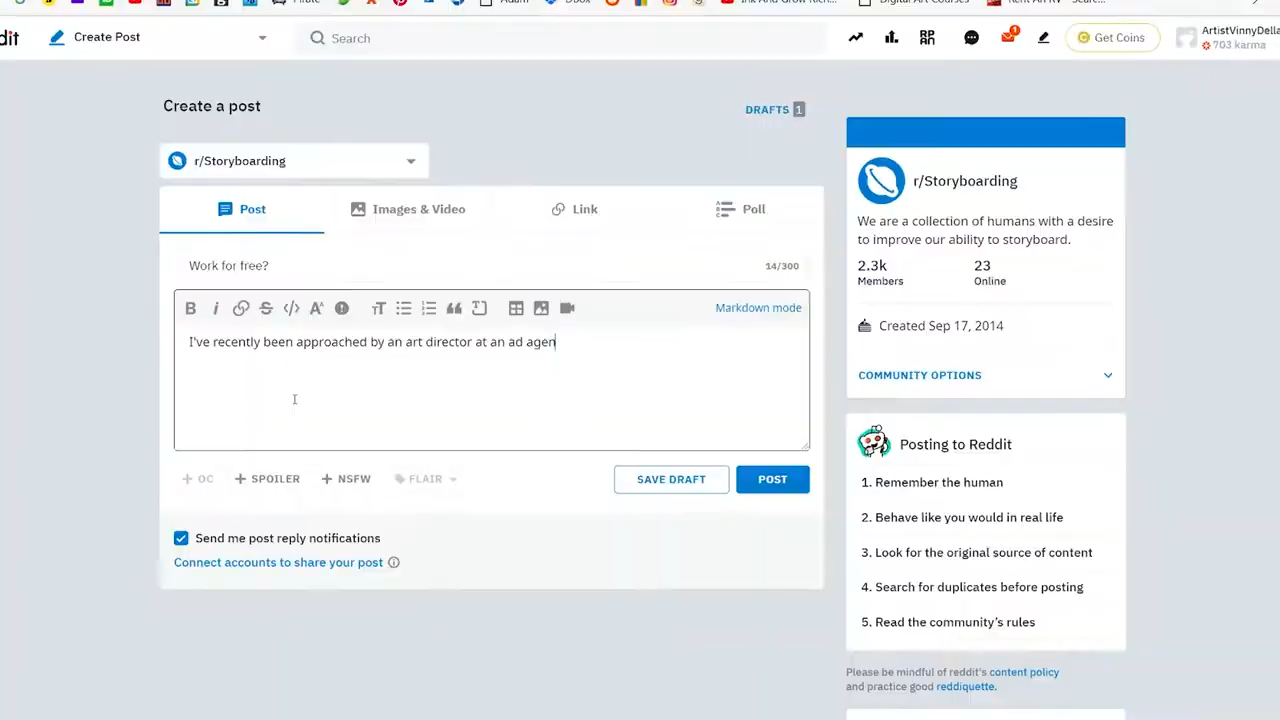 Create Post
Search
Get Coins
703 karma
Create a post
DRAFTS 1
r/Storyboarding
Post
Images & Video
Link
Poll
Work for free?
14/300
Markdown mode
I've recently been approached by an art director at an ad agen
+ OC
+ SPOILER
+ NSFW
FLAIR
SAVE DRAFT
POST
Send me post reply notifications
Connect accounts to share your post
r/Storyboarding
We are a collection of humans with a desire
to improve our ability to storyboard.
2.3k
Members
23
Online
Created Sep 17, 2014
COMMUNITY OPTIONS
Posting to Reddit
1. Remember the human
2. Behave like you would in real life
3. Look for the original source of content
4. Search for duplicates before posting
5. Read the community's rules
Please be mindful of reddit's content policy
and practice good reddiquette.